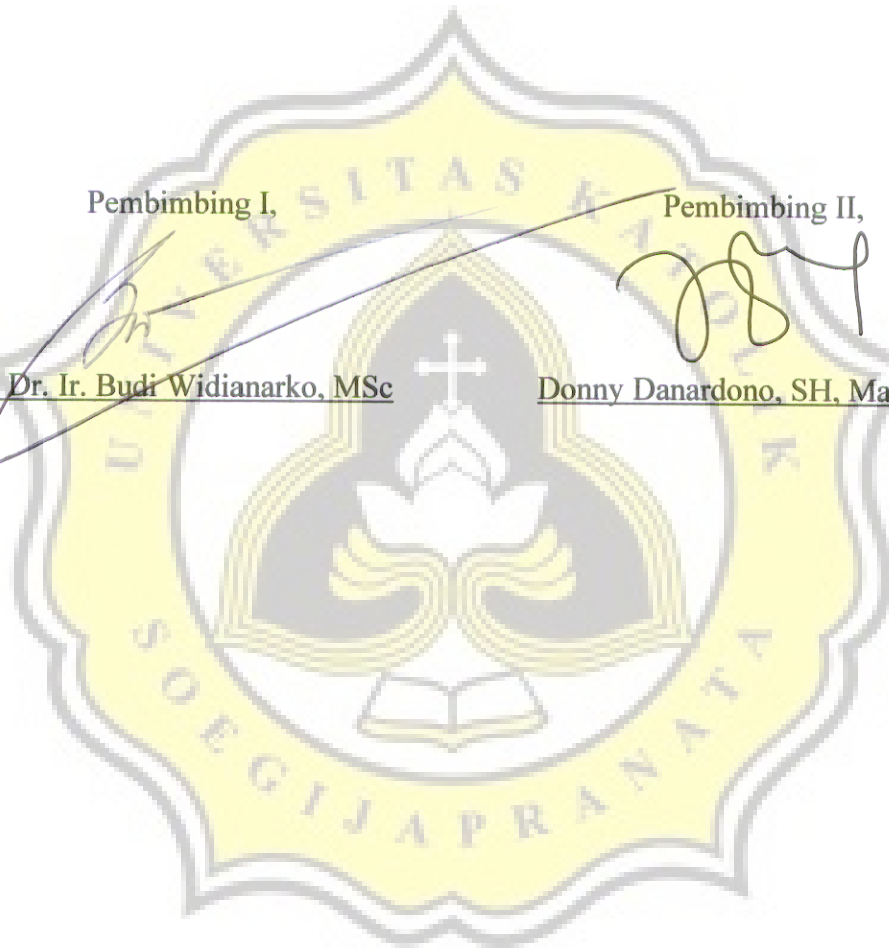 Pembimbing I,
Pembimbing II,
Dr. Ir. Budi Widianarko, MSc
Donny Danardono, SH, Ma
UNIVERSITAS KATOLIK
SOEGIJAPRANATA